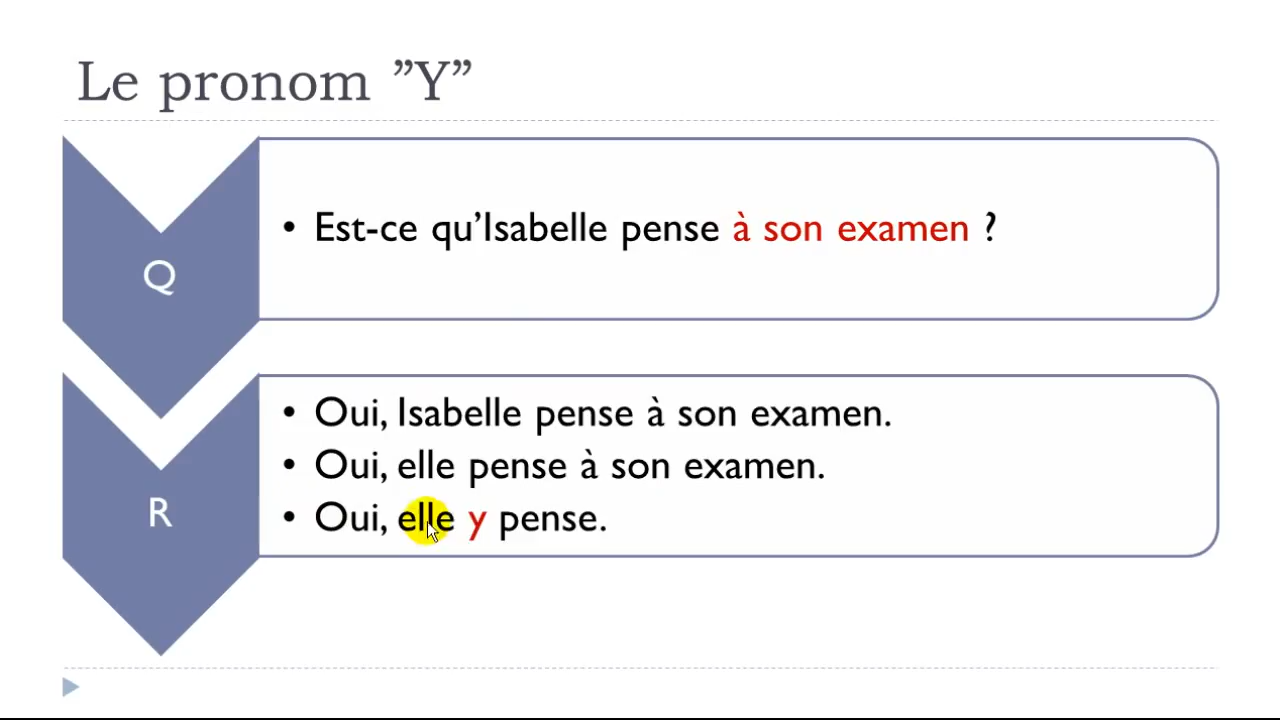 Le pronom ”Y”
Q
• Est-ce qu’Isabelle pense à son examen ?
R
• Oui, Isabelle pense à son examen.
• Oui, elle pense à son examen.
• Oui, elle y pense.